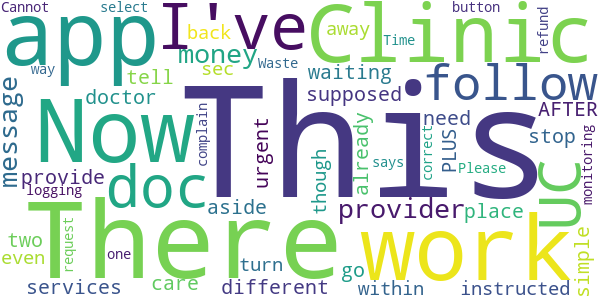 Cannot select I've Clinic button refund
app back away Time
way money sec Waste
tell waiting follow
message doctor supposed
Now This need PLUS AFTER
complain urgent already correct stop
provide doc though says Please UC monitoring
logging aside provider place
There work
two request turn go simple
even one different within instructed
services care